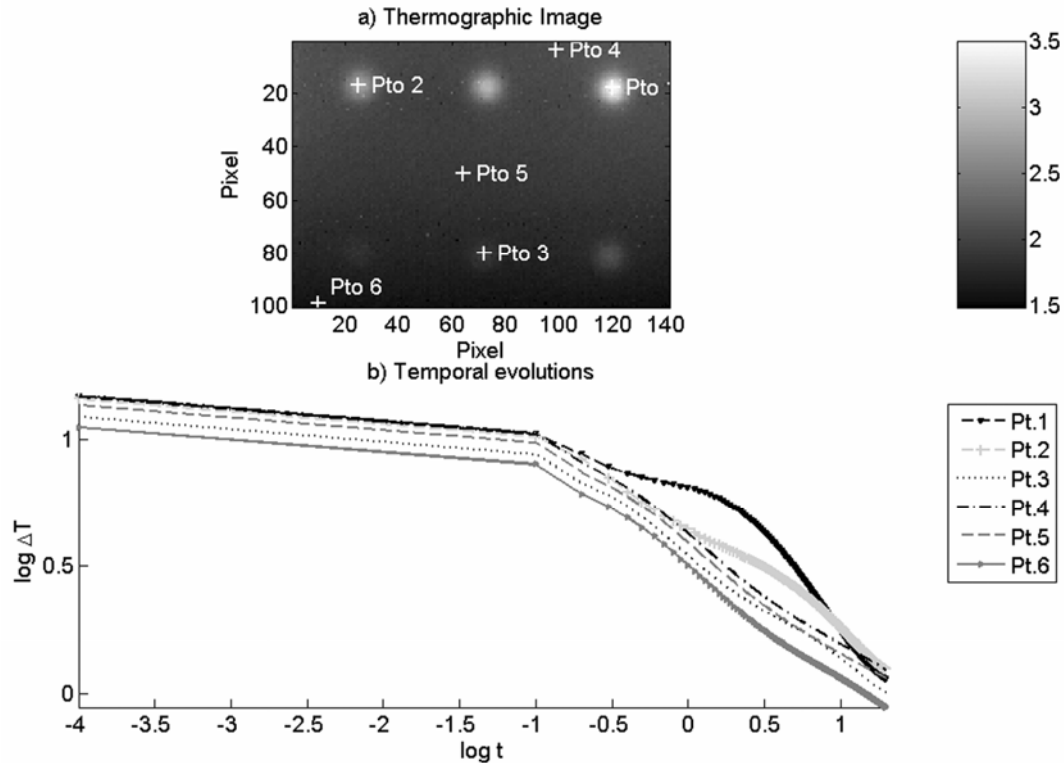 a) Thermographic Image
Pixel
20
40
60
80
100
20 40 60 80 100 120 140
Pixel
Pto 4
Pto 2
Pto
Pto 5
Pto 3
Pto 6
3.5
3
2.5
2
1.5
b) Temporal evolutions
log ΔT
1
0.5
0
-4 -3.5 -3 -2.5 -2 -1.5 -1 -0.5 0 0.5 1
log t
Pt.1
Pt.2
Pt.3
Pt.4
Pt.5
Pt.6